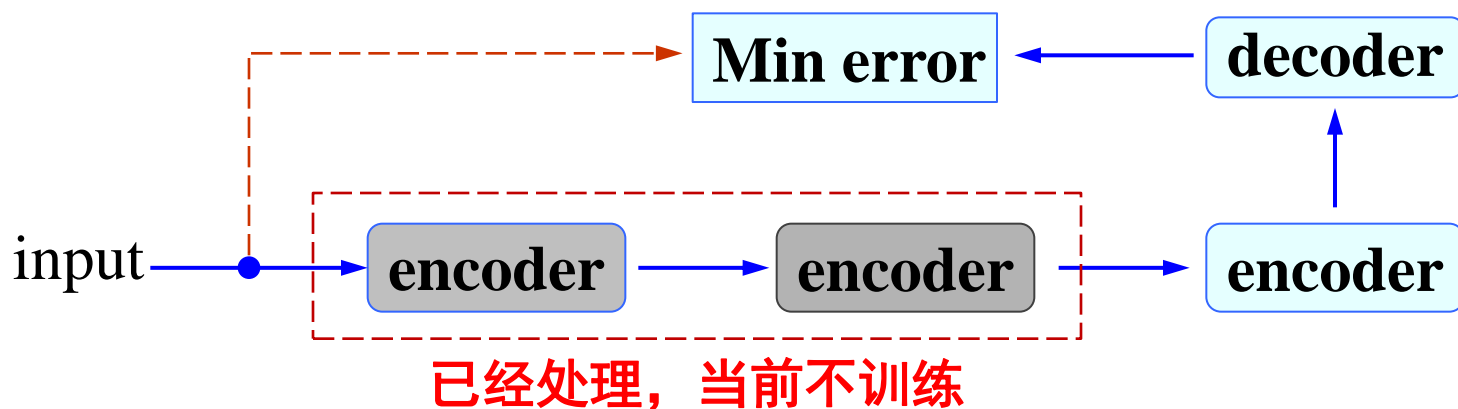 Min error
decoder
input
encoder
encoder
encoder
已经处理，当前不训练